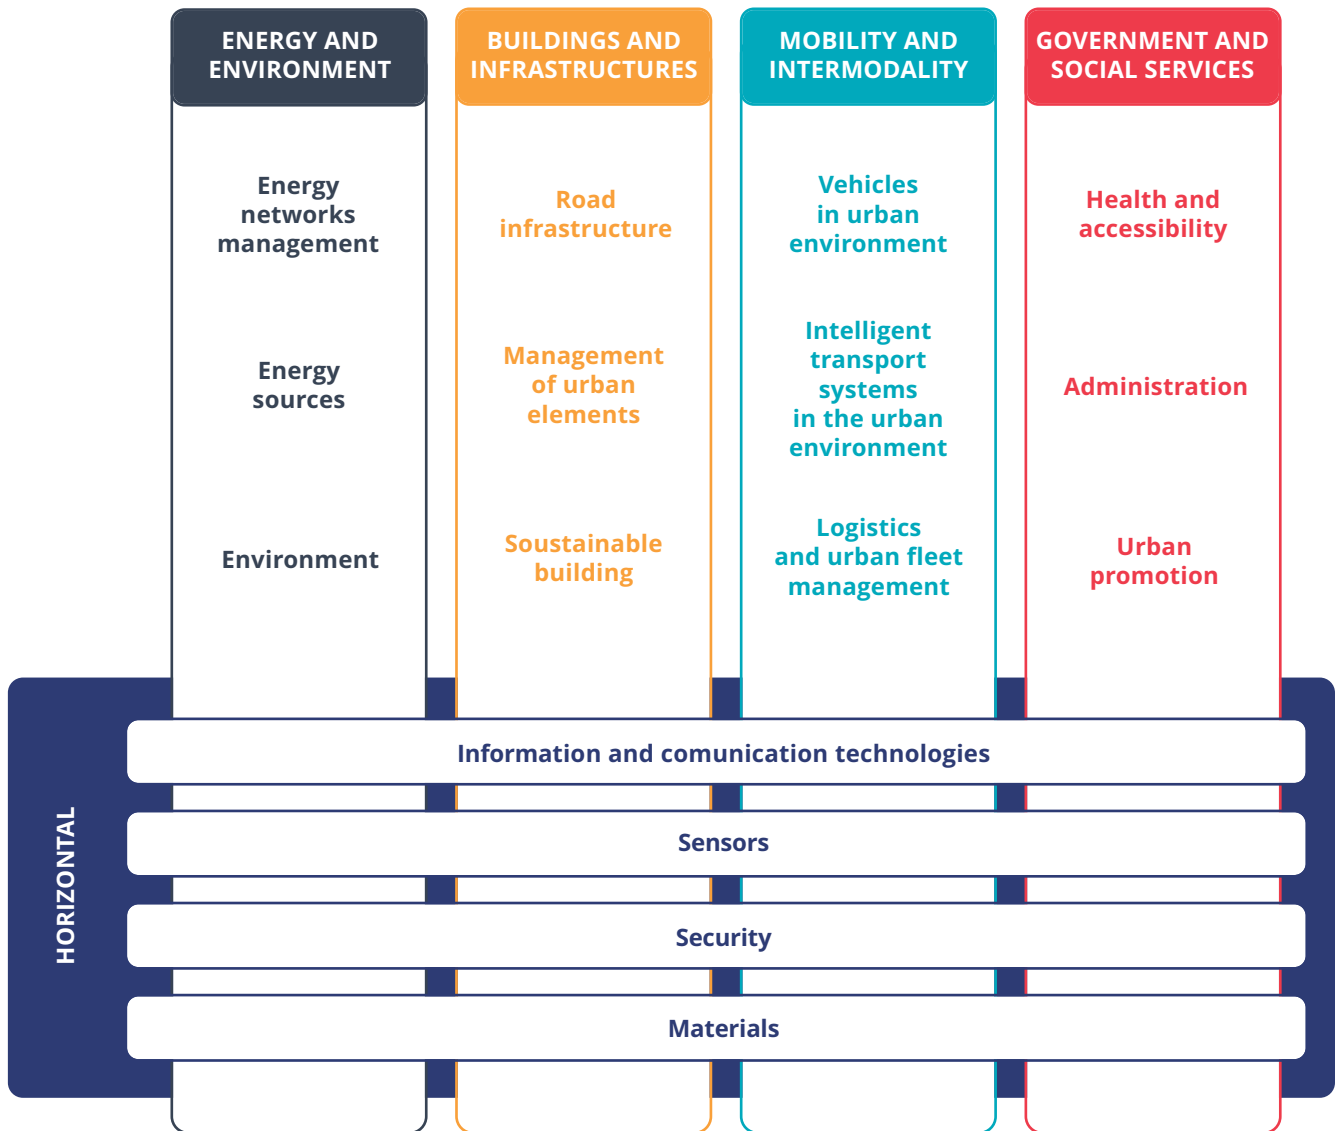 ENERGY AND
ENVIRONMENT
BUILDINGS AND
INFRASTRUCTURES
MOBILITY AND
INTERMODALITY
GOVERNMENT AND
SOCIAL SERVICES
Energy
networks
management
Road
infrastructure
Vehicles
in urban
environment
Health and
accessibility
Energy
sources
Management
of urban
elements
Intelligent
transport
systems
in the urban
environment
Administration
Environment
Soustainable
building
Logistics
and urban fleet
management
Urban
promotion
HORIZONTAL
Information and comunication technologies
Sensors
Security
Materials